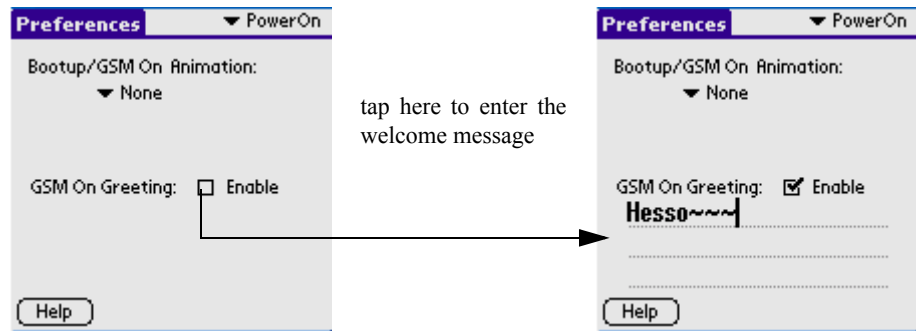 Preferences
PowerOn
Bootup/GSM On Animation:
None
GSM On Greeting: Enable
Help
tap here to enter the
welcome message
Preferences
PowerOn
Bootup/GSM On Animation:
None
GSM On Greeting: Enable
Hesso~~~
Help